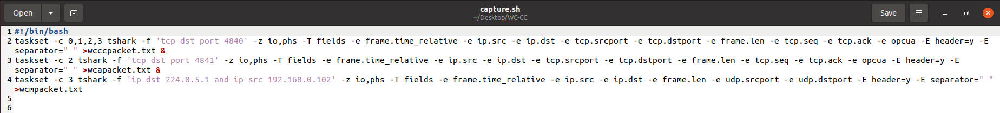 Open
capture.sh
~/Desktop/WC-CC
Save
1 #!/bin/bash
2 taskset -c 0,1,2,3 tshark -f 'tcp dst port 4840' -z io,phs -T fields -e frame.time_relative -e ip.src -e ip.dst -e tcp.srcport -e tcp.dstport -e frame.len -e tcp.seq -e tcp.ack -e opcua -E header=y -E
separator=" " >wcccpacket.txt &
3 taskset -c 2 tshark -f 'tcp dst port 4841' -z io,phs -T fields -e frame.time_relative -e ip.src -e ip.dst -e tcp.srcport -e tcp.dstport -e frame.len -e tcp.seq -e tcp.ack -e opcua -E header=y -E
separator=" " >wcapacket.txt &
4 taskset -c 3 tshark -f 'ip dst 224.0.5.1 and ip src 192.168.0.102' -z io,phs -T fields -e frame.time_relative -e ip.src -e ip.dst -e frame.len -e udp.srcport -e udp.dstport -E header=y -E separator=" "
>wcmpacket.txt
5
6